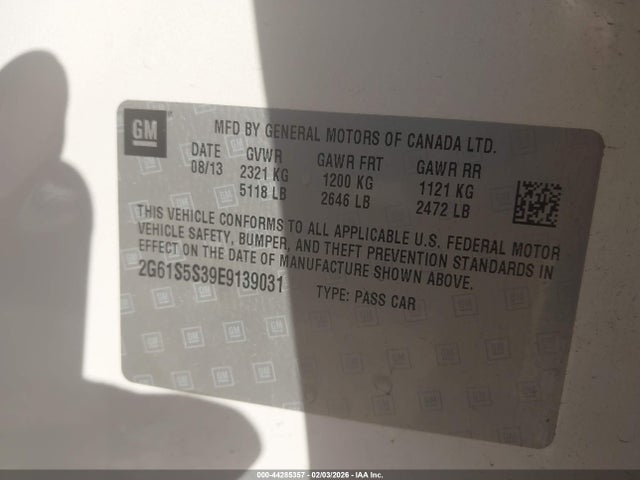 GM
MFD BY GENERAL MOTORS OF CANADA LTD.
DATE GVWR GAWR FRT GAWR RR
08/13 2321 KG 1200 KG 1121 KG
5118 LB 2646 LB 2472 LB
THIS VEHICLE CONFORMS TO ALL APPLICABLE U.S. FEDERAL MOTOR
VEHICLE SAFETY, BUMPER, AND THEFT PREVENTION STANDARDS IN
EFFECT ON THE DATE OF MANUFACTURE SHOWN ABOVE.
2G61S5S39E9139031 TYPE: PASS CAR
000-44285357 - 02/03/2026 - IAA Inc.